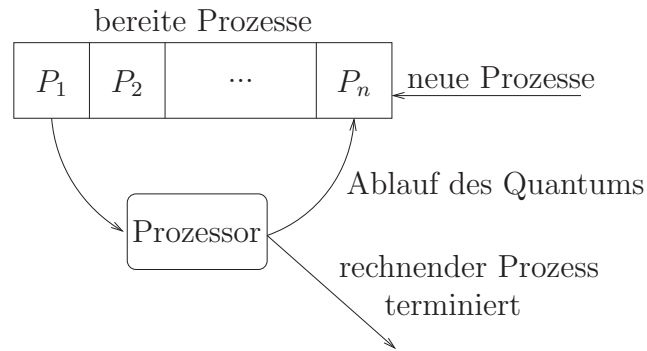 bereite Prozesse
P₁ P₂ ... Pₙ
neue Prozesse
Ablauf des Quantums
Prozessor
rechnender Prozess
terminiert